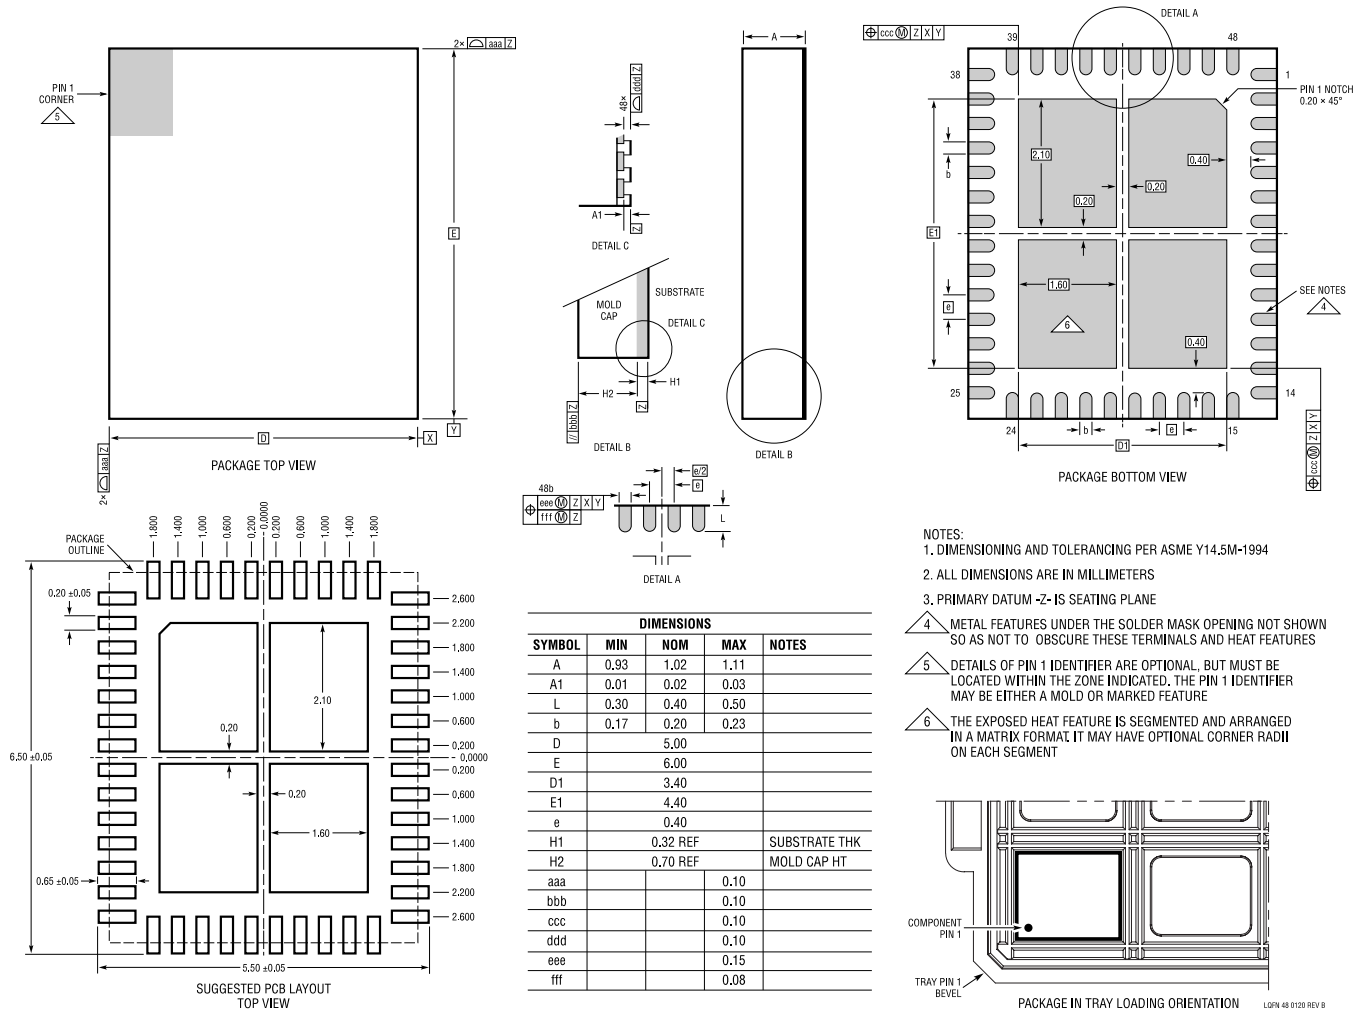 2× aaa Z
PIN 1
CORNER
5
E
D
X
Y
2× aaa Z
PACKAGE TOP VIEW
48×
ddd Z
A1
Z
DETAIL C
MOLD
CAP
SUBSTRATE
DETAIL C
H1
H2
// bbb Z
Z
DETAIL B
A
DETAIL B
DETAIL A
ccc M Z X Y
39
48
38
1
PIN 1 NOTCH
0.20 × 45°
2.10
b
0.40
0.20
0.20
E1
1.60
e
6
SEE NOTES
4
0.40
25
14
24
15
b
e
D1
ccc M Z X Y
PACKAGE BOTTOM VIEW
48b
eee M Z X Y
fff M Z
e/2
e
L
DETAIL A
PACKAGE
OUTLINE
1.800
1.400
1.000
0.600
0.200
0.0000
0.200
0.600
1.000
1.400
1.800
0.20 ±0.05
2.600
2.200
1,800
1.400
1.000
0.600
0,200
0,0000
0.200
0.600
1.000
1.400
1.800
2.200
2.600
2.10
0.20
0.20
1.60
6,50 ±0.05
0.65 ±0.05
5.50 ±0.05
SUGGESTED PCB LAYOUT
TOP VIEW
DIMENSIONS
SYMBOL MIN NOM MAX NOTES
A 0.93 1.02 1.11
A1 0.01 0.02 0.03
L 0.30 0.40 0.50
b 0.17 0.20 0.23
D 5.00
E 6.00
D1 3.40
E1 4.40
e 0.40
H1 0.32 REF SUBSTRATE THK
H2 0.70 REF MOLD CAP HT
aaa 0.10
bbb 0.10
ccc 0.10
ddd 0.10
eee 0.15
fff 0.08
NOTES:
1. DIMENSIONING AND TOLERANCING PER ASME Y14.5M-1994
2. ALL DIMENSIONS ARE IN MILLIMETERS
3. PRIMARY DATUM -Z- IS SEATING PLANE
4 METAL FEATURES UNDER THE SOLDER MASK OPENING NOT SHOWN
SO AS NOT TO OBSCURE THESE TERMINALS AND HEAT FEATURES
5 DETAILS OF PIN 1 IDENTIFIER ARE OPTIONAL, BUT MUST BE
LOCATED WITHIN THE ZONE INDICATED. THE PIN 1 IDENTIFIER
MAY BE EITHER A MOLD OR MARKED FEATURE
6 THE EXPOSED HEAT FEATURE IS SEGMENTED AND ARRANGED
IN A MATRIX FORMAT. IT MAY HAVE OPTIONAL CORNER RADII
ON EACH SEGMENT
COMPONENT
PIN 1
TRAY PIN 1
BEVEL
PACKAGE IN TRAY LOADING ORIENTATION
LQFN 48 0120 REV B